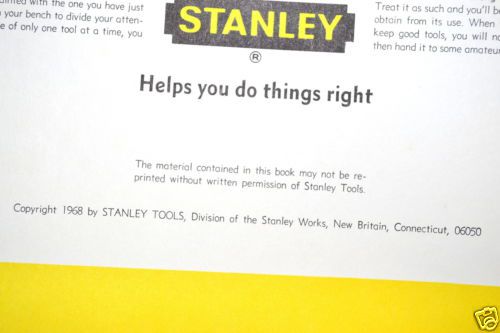 ainted with the one you have just
your bench to divide your atten-
e of only one tool at a time, you
Treat it as such and you'll be
obtain from its use. When
keep good tools, you will no
then hand it to some amateu
STANLEY
®
Helps you do things right
The material contained in this book may not be re-
printed without written permission of Stanley Tools.
Copyright 1968 by STANLEY TOOLS, Division of the Stanley Works, New Britain, Connecticut, 06050